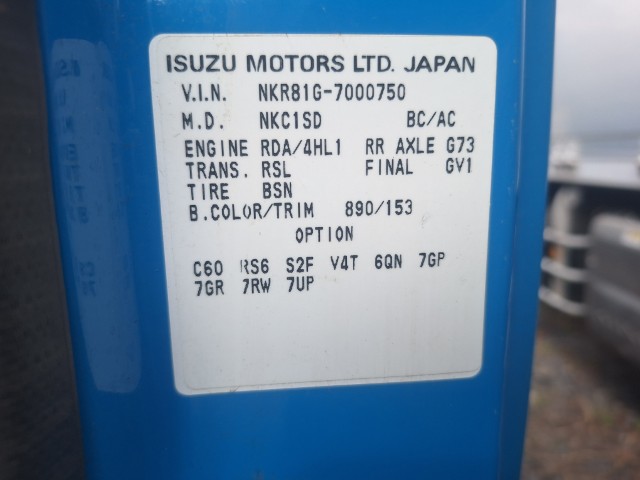 ISUZU MOTORS LTD. JAPAN
V.I.N. NKR81G-7000750
M.D. NKC1SD BC/AC
ENGINE RDA/4HL1 RR AXLE G73
TRANS. RSL FINAL GV1
TIRE BSN
B.COLOR/TRIM 890/153
OPTION
C60 RS6 S2F V4T 6QN 7GP
7GR 7RW 7UP